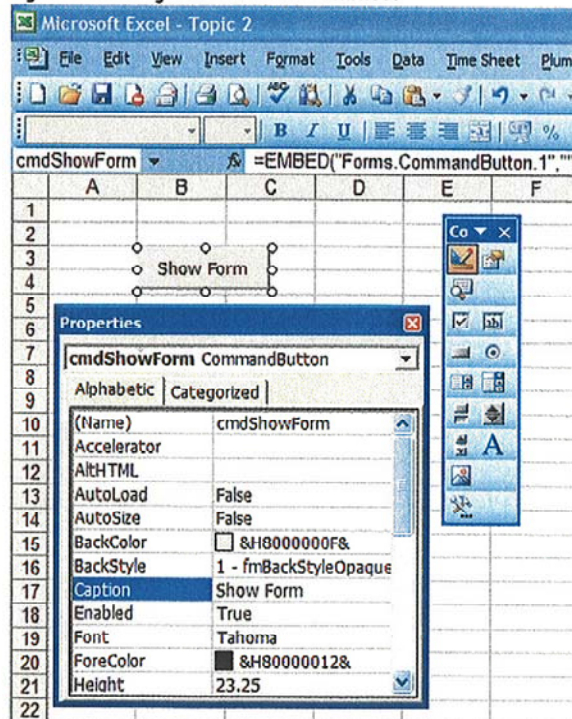 Microsoft Excel - Topic 2
File Edit View Insert Format Tools Data Time Sheet Plum
B I U %
cmdShowForm fx =EMBED("Forms.CommandButton.1",""
A B C D E F
1
2
Co
3
Show Form
4
5
6
Properties
7
cmdShowForm CommandButton
8
Alphabetic Categorized
9
10
(Name) cmdShowForm
11
Accelerator
12
AltHTML
13
AutoLoad False
14
AutoSize False
15
BackColor &H8000000F&
16
BackStyle 1 - fmBackStyleOpaque
17
Caption Show Form
18
Enabled True
19
Font Tahoma
20
ForeColor &H80000012&
21
Height 23.25
22